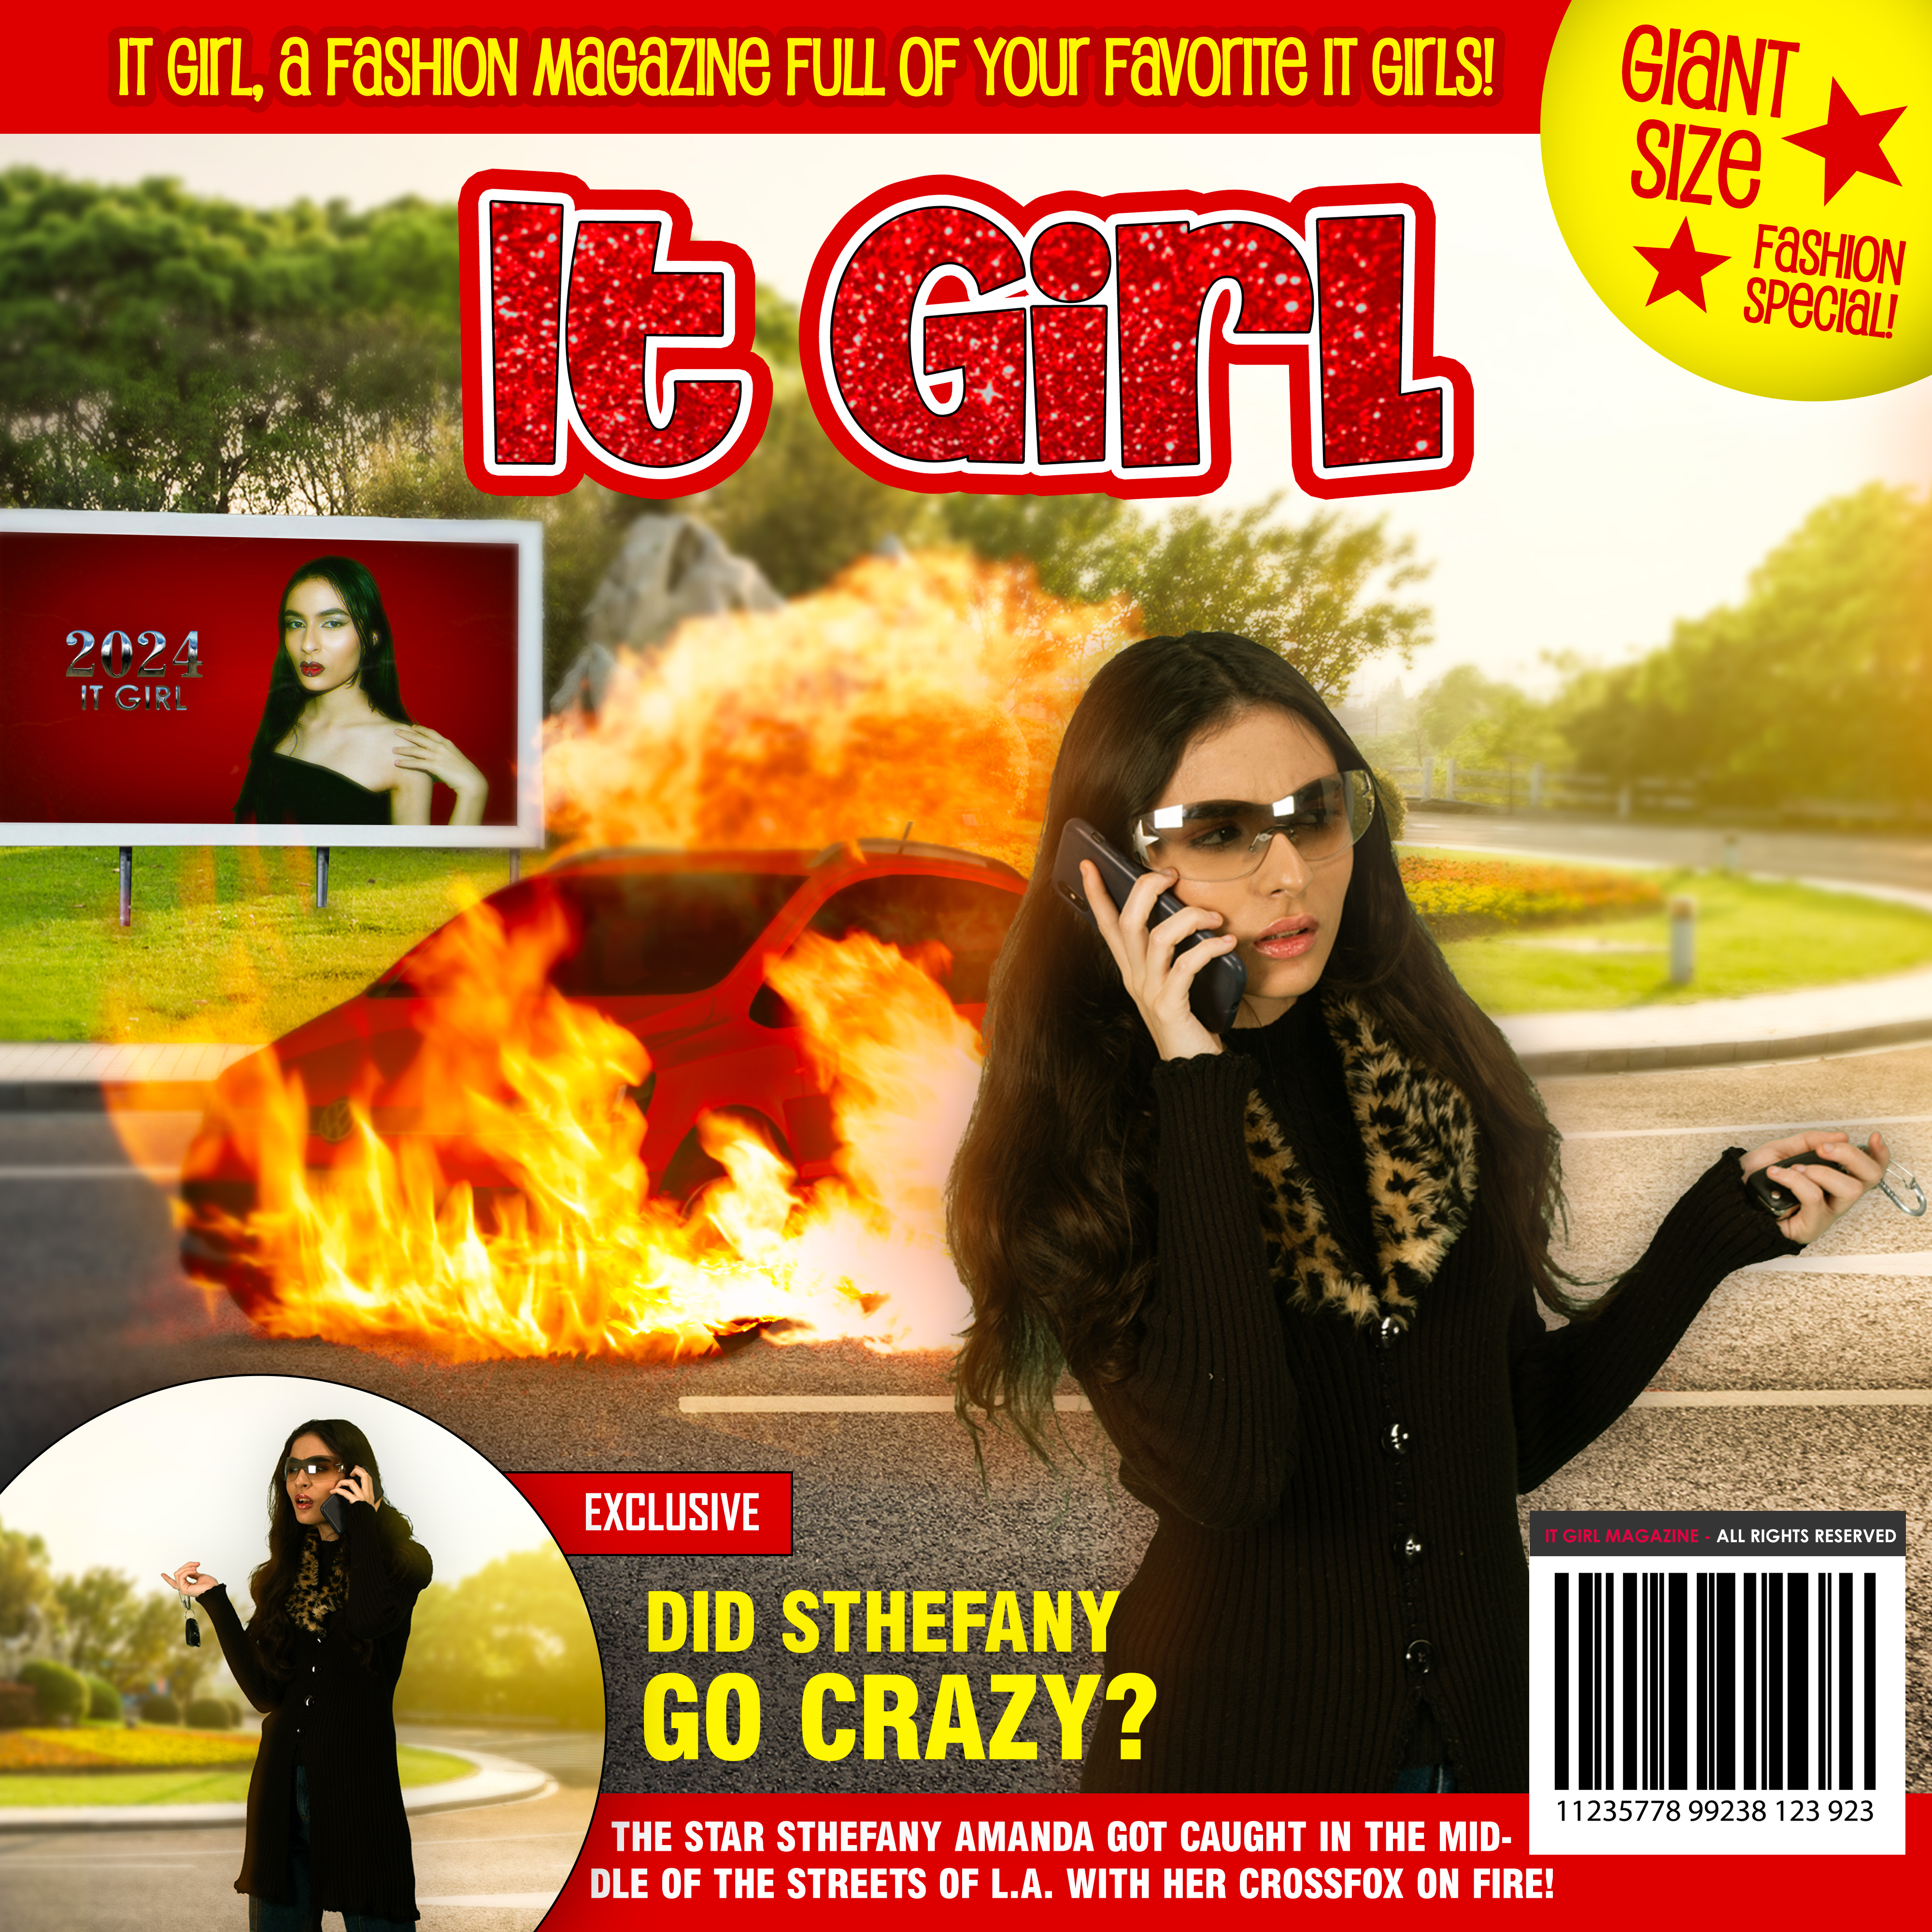 IT GIRL, a FASHION MAGAZINE FULL OF YOUR FAVORITE IT GIRLS!
GIANT
SIZE
FASHION
SPECIAL!
It Girl
2024
IT GIRL
EXCLUSIVE
DID STHEFANY
GO CRAZY?
IT GIRL MAGAZINE - ALL RIGHTS RESERVED
11235778 99238 123 923
THE STAR STHEFANY AMANDA GOT CAUGHT IN THE MID-
DLE OF THE STREETS OF L.A. WITH HER CROSSFOX ON FIRE!